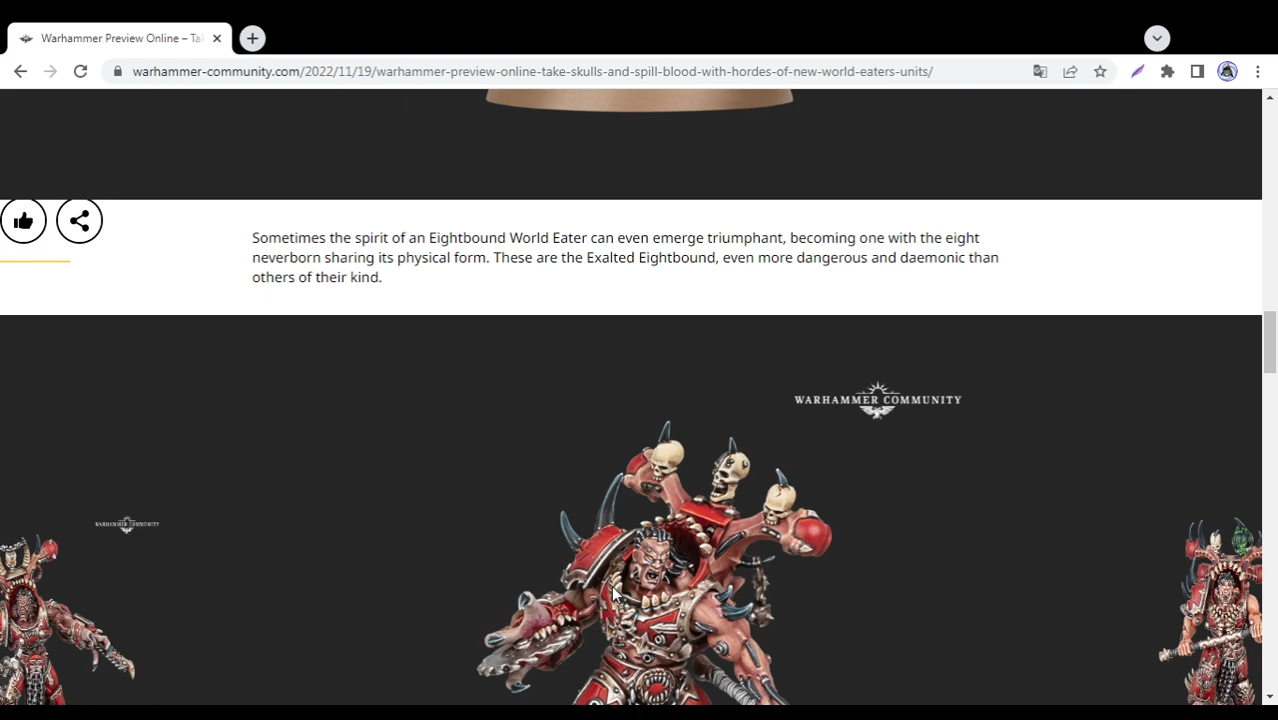 Warhammer Preview Online – Ta
warhammer-community.com/2022/11/19/warhammer-preview-online-take-skulls-and-spill-blood-with-hordes-of-new-world-eaters-units/
Sometimes the spirit of an Eightbound World Eater can even emerge triumphant, becoming one with the eight
neverborn sharing its physical form. These are the Exalted Eightbound, even more dangerous and daemonic than
others of their kind.
WARHAMMER COMMUNITY
WARHAMMER COMMUNITY